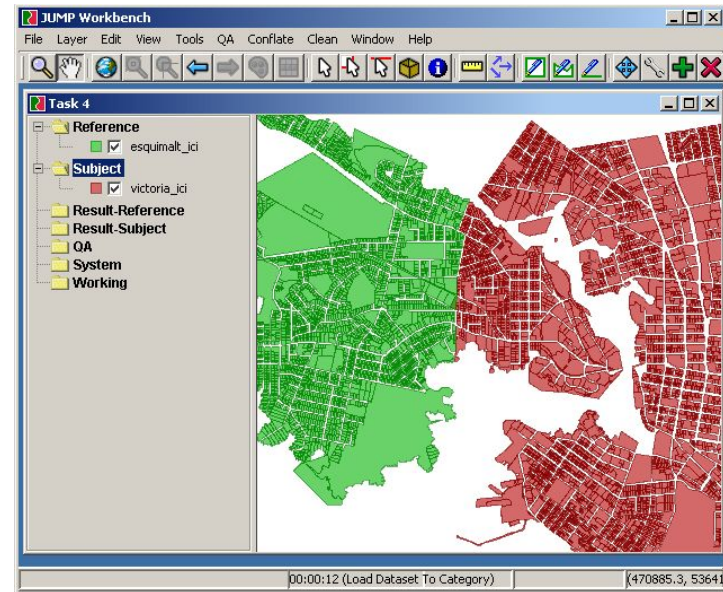 JUMP Workbench
File Layer Edit View Tools QA Conflate Clean Window Help
Task 4
Reference
esquimalt_ici
Subject
victoria_ici
Result-Reference
Result-Subject
QA
System
Working
00:00:12 (Load Dataset To Category)
(470885.3, 53641